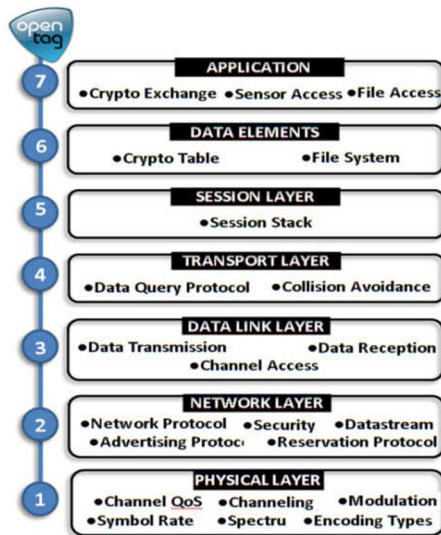 open
tag
7
APPLICATION
●Crypto Exchange ●Sensor Access ●File Access
6
DATA ELEMENTS
●Crypto Table ●File System
5
SESSION LAYER
●Session Stack
4
TRANSPORT LAYER
●Data Query Protocol ●Collision Avoidance
3
DATA LINK LAYER
●Data Transmission ●Data Reception
●Channel Access
2
NETWORK LAYER
●Network Protocol ●Security ●Datastream
●Advertising Protoc ●Reservation Protocol
1
PHYSICAL LAYER
●Channel QoS ●Channeling ●Modulation
●Symbol Rate ●Spectru ●Encoding Types